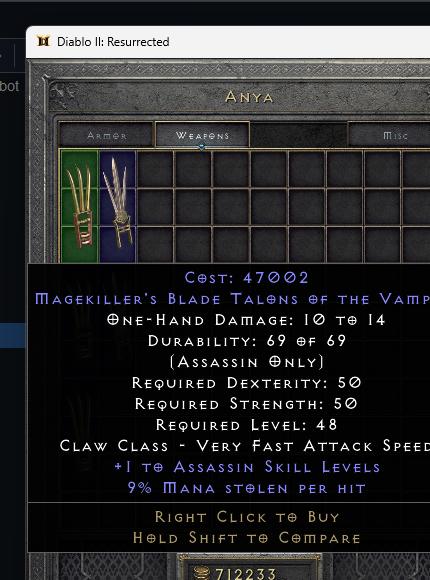 Diablo II: Resurrected
bot
Anya
Armor Weapons Misc
Cost: 47002
Magekiller's Blade Talons of the Vamp
One-Hand Damage: 10 to 14
Durability: 69 of 69
(Assassin Only)
Required Dexterity: 50
Required Strength: 50
Required Level: 48
Claw Class - Very Fast Attack Speed
+1 to Assassin Skill Levels
9% Mana stolen per hit
Right Click to Buy
Hold Shift to Compare
712233